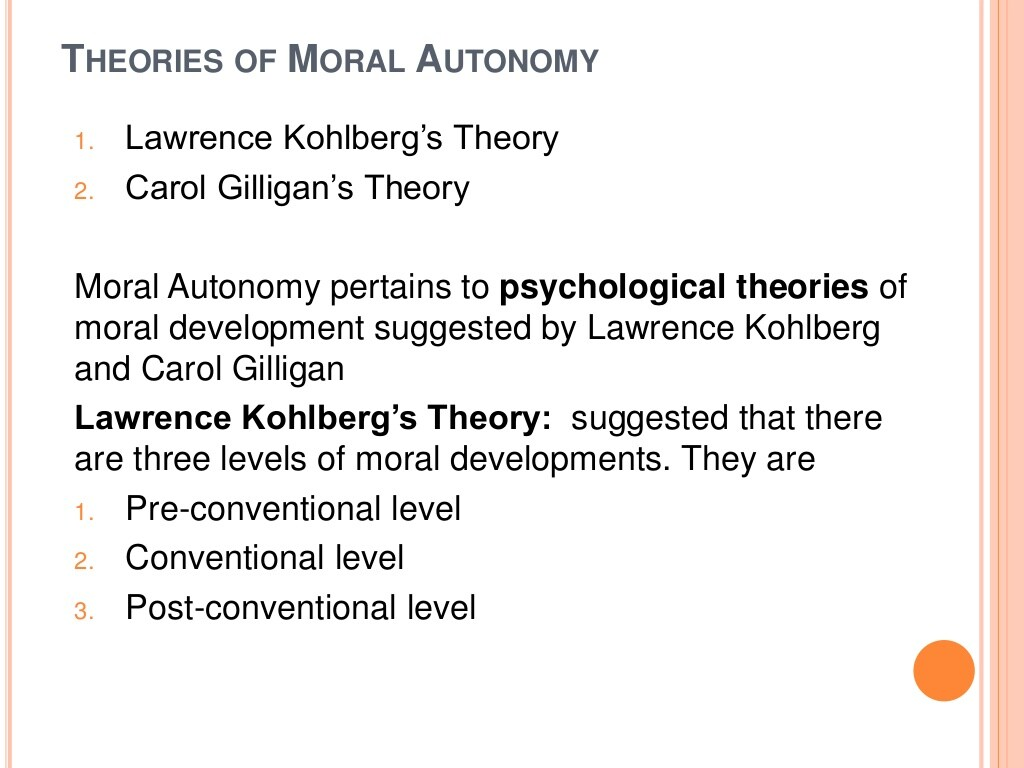 THEORIES OF MORAL AUTONOMY
1. Lawrence Kohlberg’s Theory
2. Carol Gilligan’s Theory
Moral Autonomy pertains to psychological theories of
moral development suggested by Lawrence Kohlberg
and Carol Gilligan
Lawrence Kohlberg’s Theory: suggested that there
are three levels of moral developments. They are
1. Pre-conventional level
2. Conventional level
3. Post-conventional level